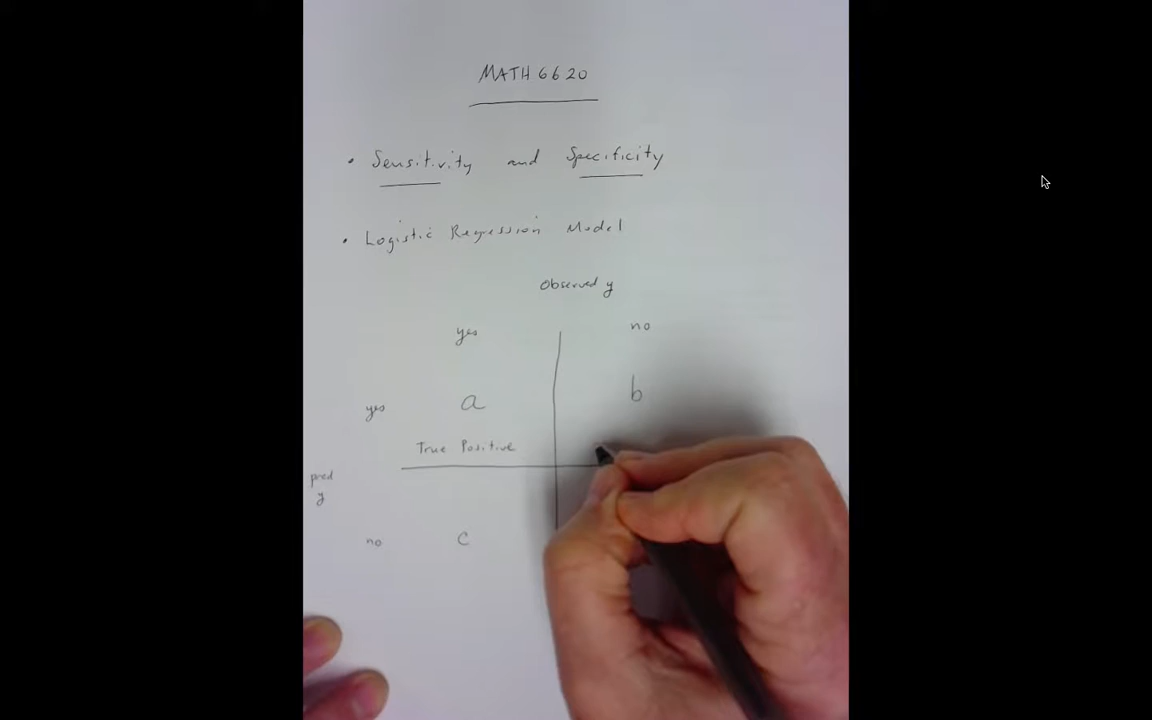 MATH 6620
• Sensitivity and Specificity
• Logistic Regression Model
Observed y
yes no
yes a b
True Positive
pred
y
no c